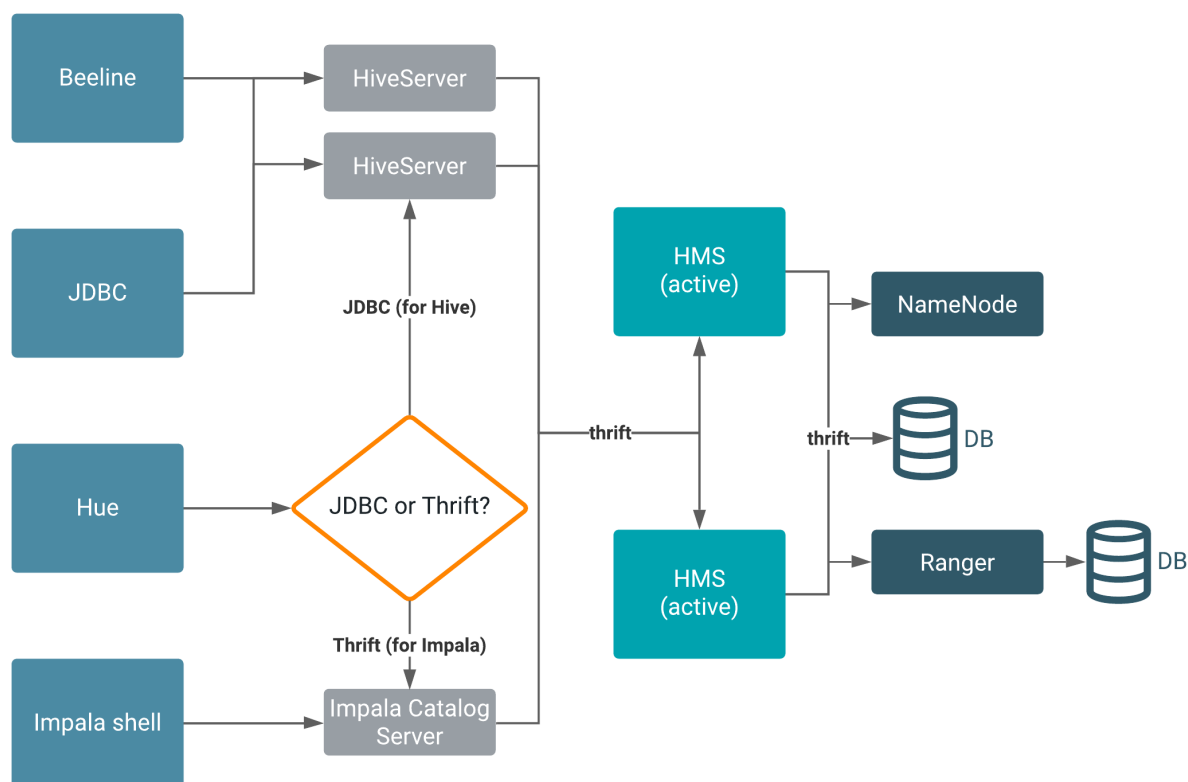 Beeline
HiveServer
HiveServer
JDBC
JDBC (for Hive)
HMS
(active)
NameNode
thrift
thrift
DB
Hue
JDBC or Thrift?
HMS
(active)
Ranger
DB
Thrift (for Impala)
Impala shell
Impala Catalog
Server